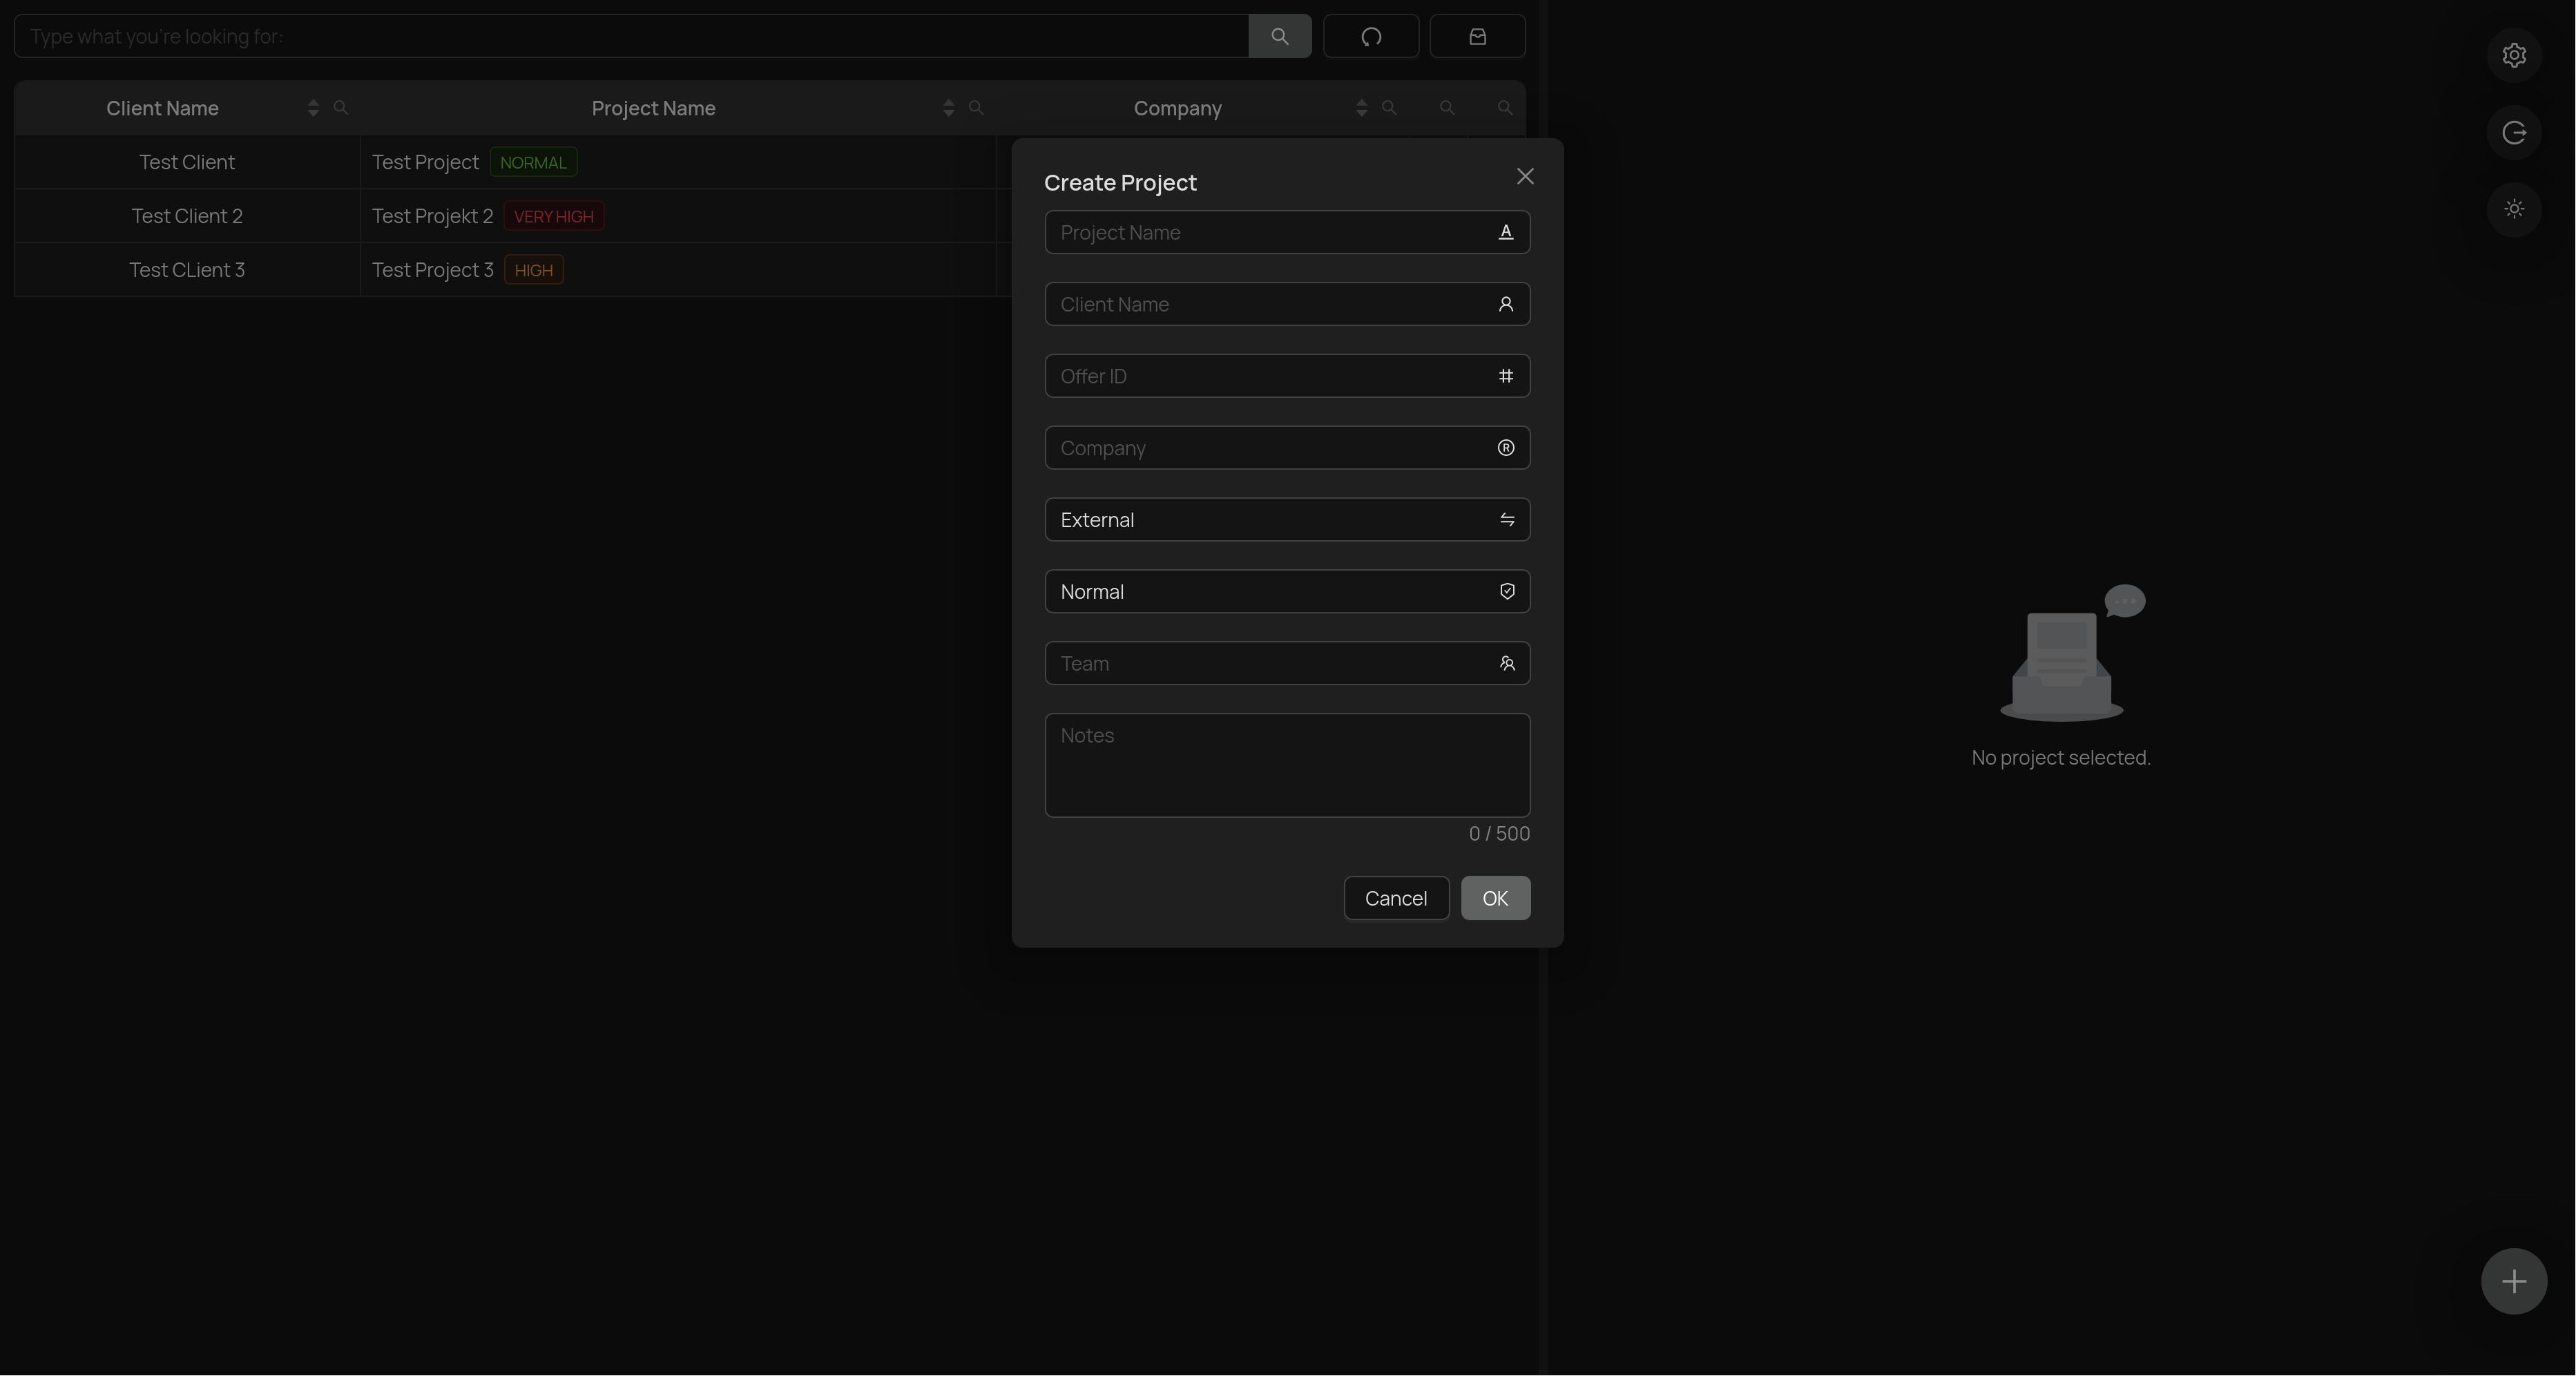 Type what you're looking for:
Client Name
Project Name
Company
Test Client
Test Project NORMAL
Test Client 2
Test Projekt 2 VERY HIGH
Test CLient 3
Test Project 3 HIGH
Create Project
Project Name
Client Name
Offer ID
Company
External
Normal
Team
Notes
0 / 500
Cancel
OK
No project selected.